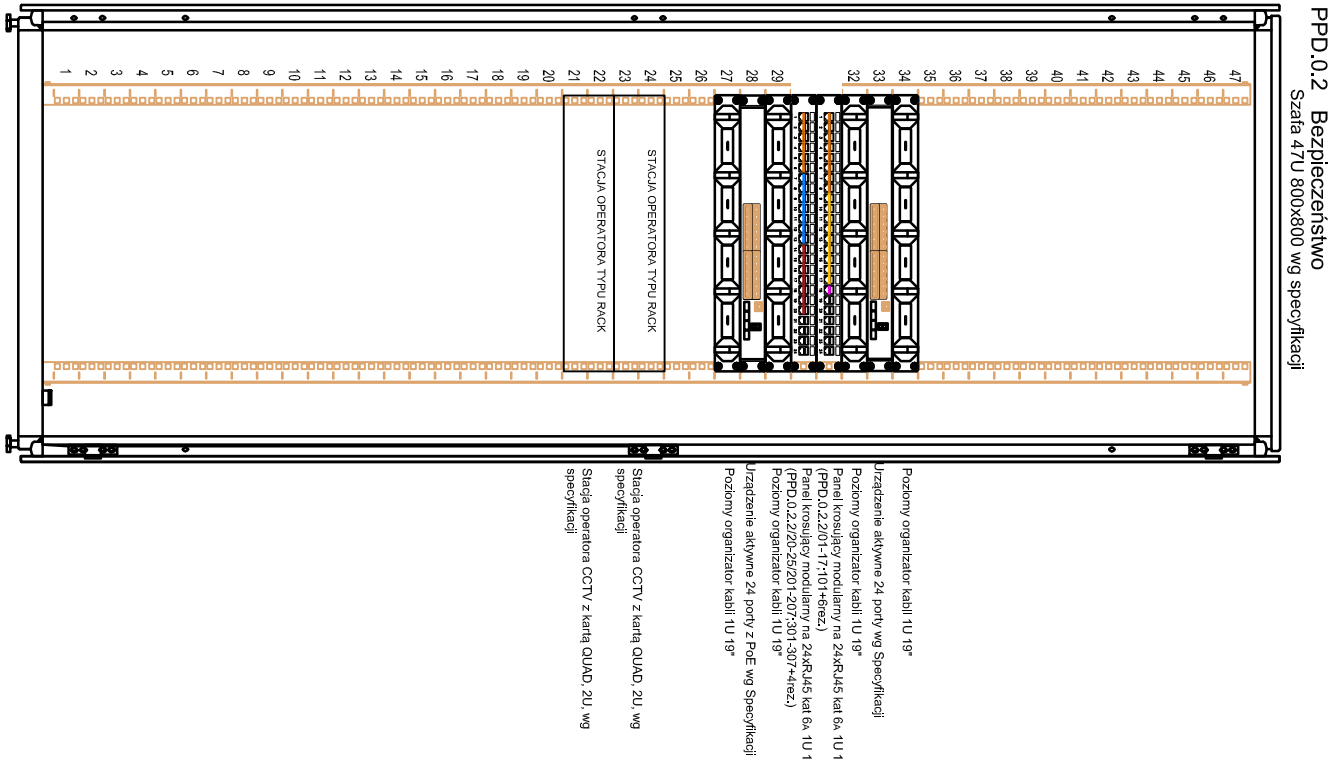 PPD.0.2 Bezpieczeństwo
Szafa 47U 800x800 wg specyfikacji
47
46
45
44
43
42
41
40
39
38
37
36
35
34
33
32
29
28
27
26
25
24
23
22
21
20
19
18
17
16
15
14
13
12
11
10
9
8
7
6
5
4
3
2
1
STACJA OPERATORA TYPU RACK
STACJA OPERATORA TYPU RACK
Poziomy organizator kabli 1U 19"
Urządzenie aktywne 24 porty wg Specyfikacji
Poziomy organizator kabli 1U 19"
Panel krosujący modularny na 24xRJ45 kat 6A 1U 1
(PPD.0.2.2/01-17;101+6rez.)
Panel krosujący modularny na 24xRJ45 kat 6A 1U 1
(PPD.0.2.2/20-25/201-207;301-307+4rez.)
Poziomy organizator kabli 1U 19"
Urządzenie aktywne 24 porty z PoE wg Specyfikacji
Poziomy organizator kabli 1U 19"
Stacja operatora CCTV z kartą QUAD, 2U, wg
specyfikacji
Stacja operatora CCTV z kartą QUAD, 2U, wg
specyfikacji